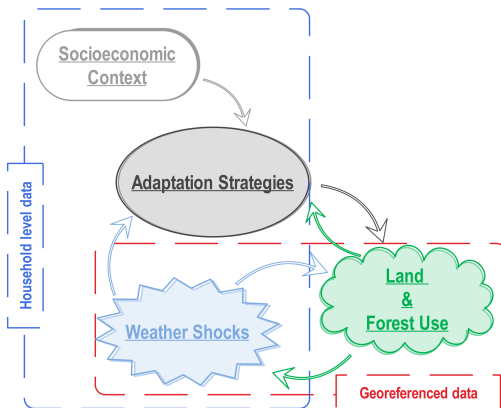 Socioeconomic
Context
Adaptation Strategies
Household level data
Land
&
Forest Use
Weather Shocks
Georeferenced data